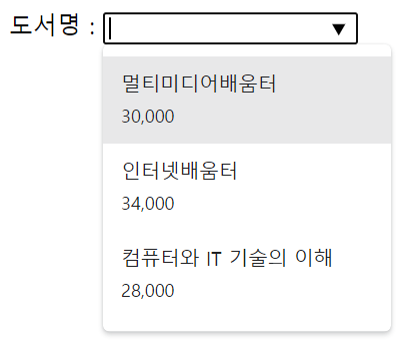 도서명 :
멀티미디어배움터
30,000
인터넷배움터
34,000
컴퓨터와 IT 기술의 이해
28,000